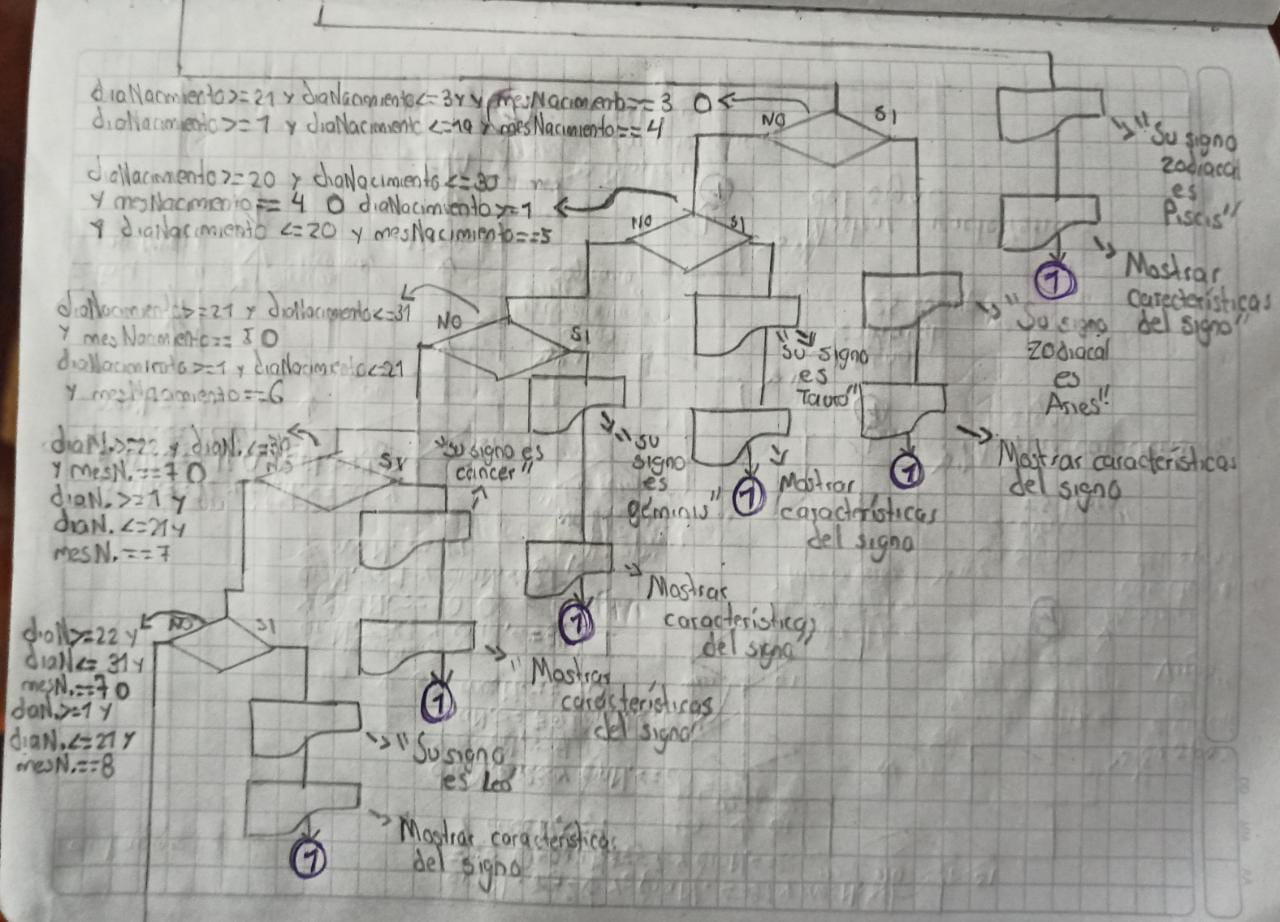 diaNacimiento>=21 y diaNacimiento<=31 y mesNacimiento==3 O
diaNacimiento>=1 y diaNacimiento<=19 y mesNacimiento==4
NO
SI
"Su signo
zodiacal
es
Piscis"
Mostrar
características
del signo"
1
diaNacimiento>=20 y diaNacimiento<=30
y mesNacimiento== 4 O diaNacimiento>=1
y diaNacimiento <=20 y mesNacimiento==5
NO
SI
"Su signo
zodiacal
es
Aries"
Mostrar características
del signo
1
diaNacimiento>=21 y diaNacimiento<=31
y mesNacimiento== O
diaNacimiento>=1 y diaNacimiento<=21
y mesNacimiento==6
NO
SI
"Su signo
es
Tauro"
Mostrar
características
del signo
1
"su
signo
es
géminis"
Mostrar
características
del signo"
1
diaN.>=22 y diaN.<=30
y mesN.==7 O
diaN.>=1 y
diaN.<=21 y
mesN.==7
NO
SI
"su signo es
cáncer"
"Mostrar
características
del signo"
1
diaN>=22 y
diaN<= 31 y
mesN.==7 O
diaN.>=1 y
diaN.<=21 y
mesN.==8
NO
SI
"Su signo
es Leo"
Mostrar características
del signo
1